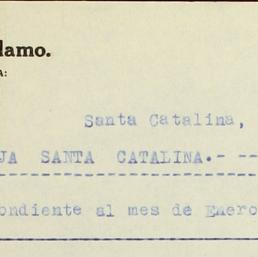 lamo.
A:
Santa Catalina,
JA SANTA CATALINA.- --
ondiente al mes de Enero